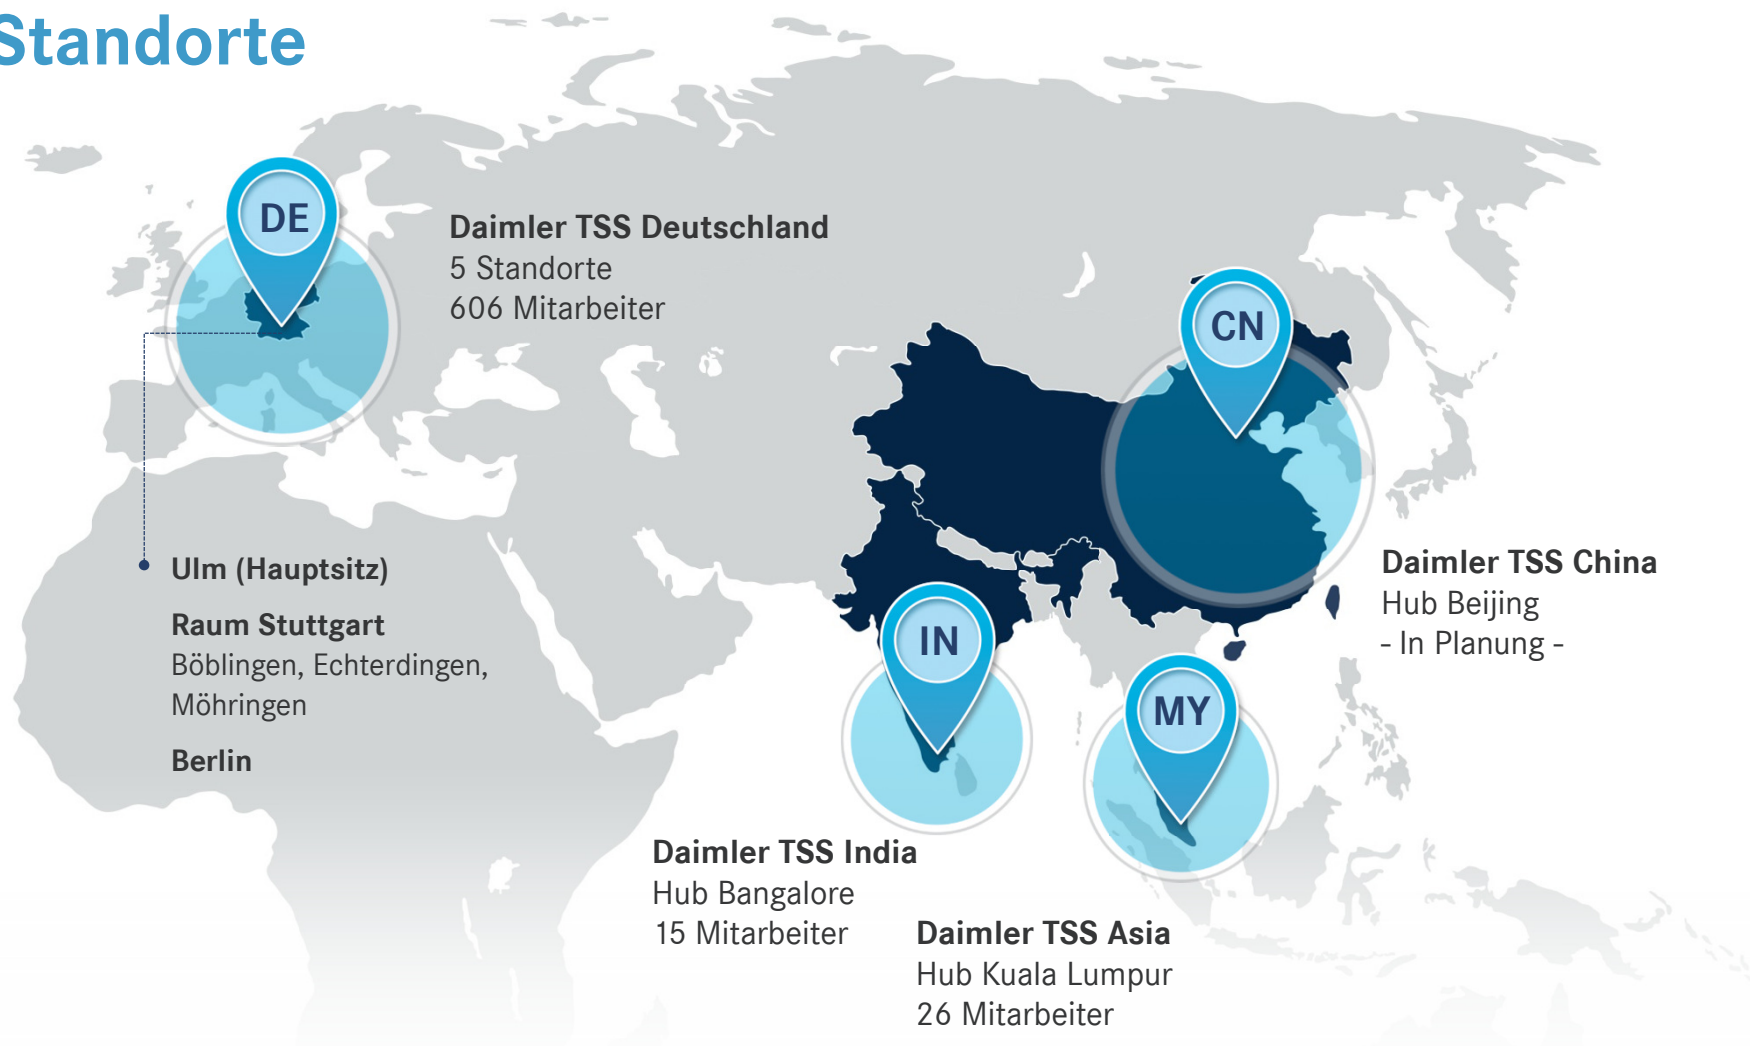 Standorte
DE
Daimler TSS Deutschland
5 Standorte
606 Mitarbeiter
CN
Ulm (Hauptsitz)
Raum Stuttgart
Böblingen, Echterdingen,
Möhringen
Berlin
Daimler TSS China
Hub Beijing
- In Planung -
IN
MY
Daimler TSS India
Hub Bangalore
15 Mitarbeiter
Daimler TSS Asia
Hub Kuala Lumpur
26 Mitarbeiter